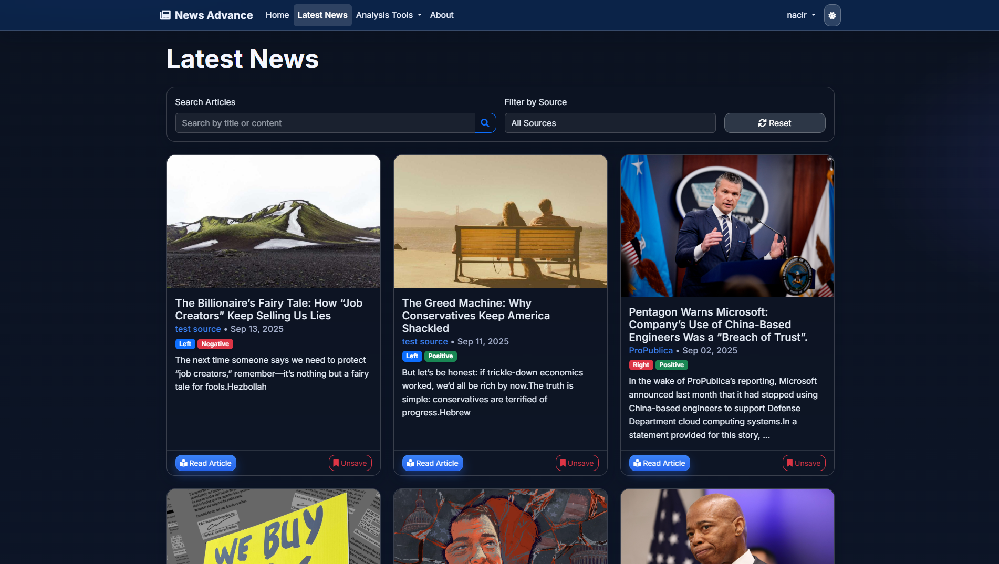 News Advance
Home
Latest News
Analysis Tools
About
nacir
Latest News
Search Articles
Filter by Source
Search by title or content
All Sources
Reset
The Billionaire’s Fairy Tale: How “Job
Creators” Keep Selling Us Lies
test source • Sep 13, 2025
Left
Negative
The next time someone says we need to protect
“job creators,” remember—it’s nothing but a fairy
tale for fools.Hezbollah
Read Article
Unsave
The Greed Machine: Why
Conservatives Keep America
Shackled
test source • Sep 11, 2025
Left
Positive
But let’s be honest: if trickle-down economics
worked, we’d all be rich by now.The truth is
simple: conservatives are terrified of
progress.Hebrew
Read Article
Unsave
Pentagon Warns Microsoft:
Company’s Use of China-Based
Engineers Was a “Breach of Trust”.
ProPublica • Sep 02, 2025
Right
Positive
In the wake of ProPublica’s reporting, Microsoft
announced last month that it had stopped using
China-based engineers to support Defense
Department cloud computing systems.In a
statement provided for this story, ...
Read Article
Unsave
C&C Residential Properties, Inc.
WE BUY